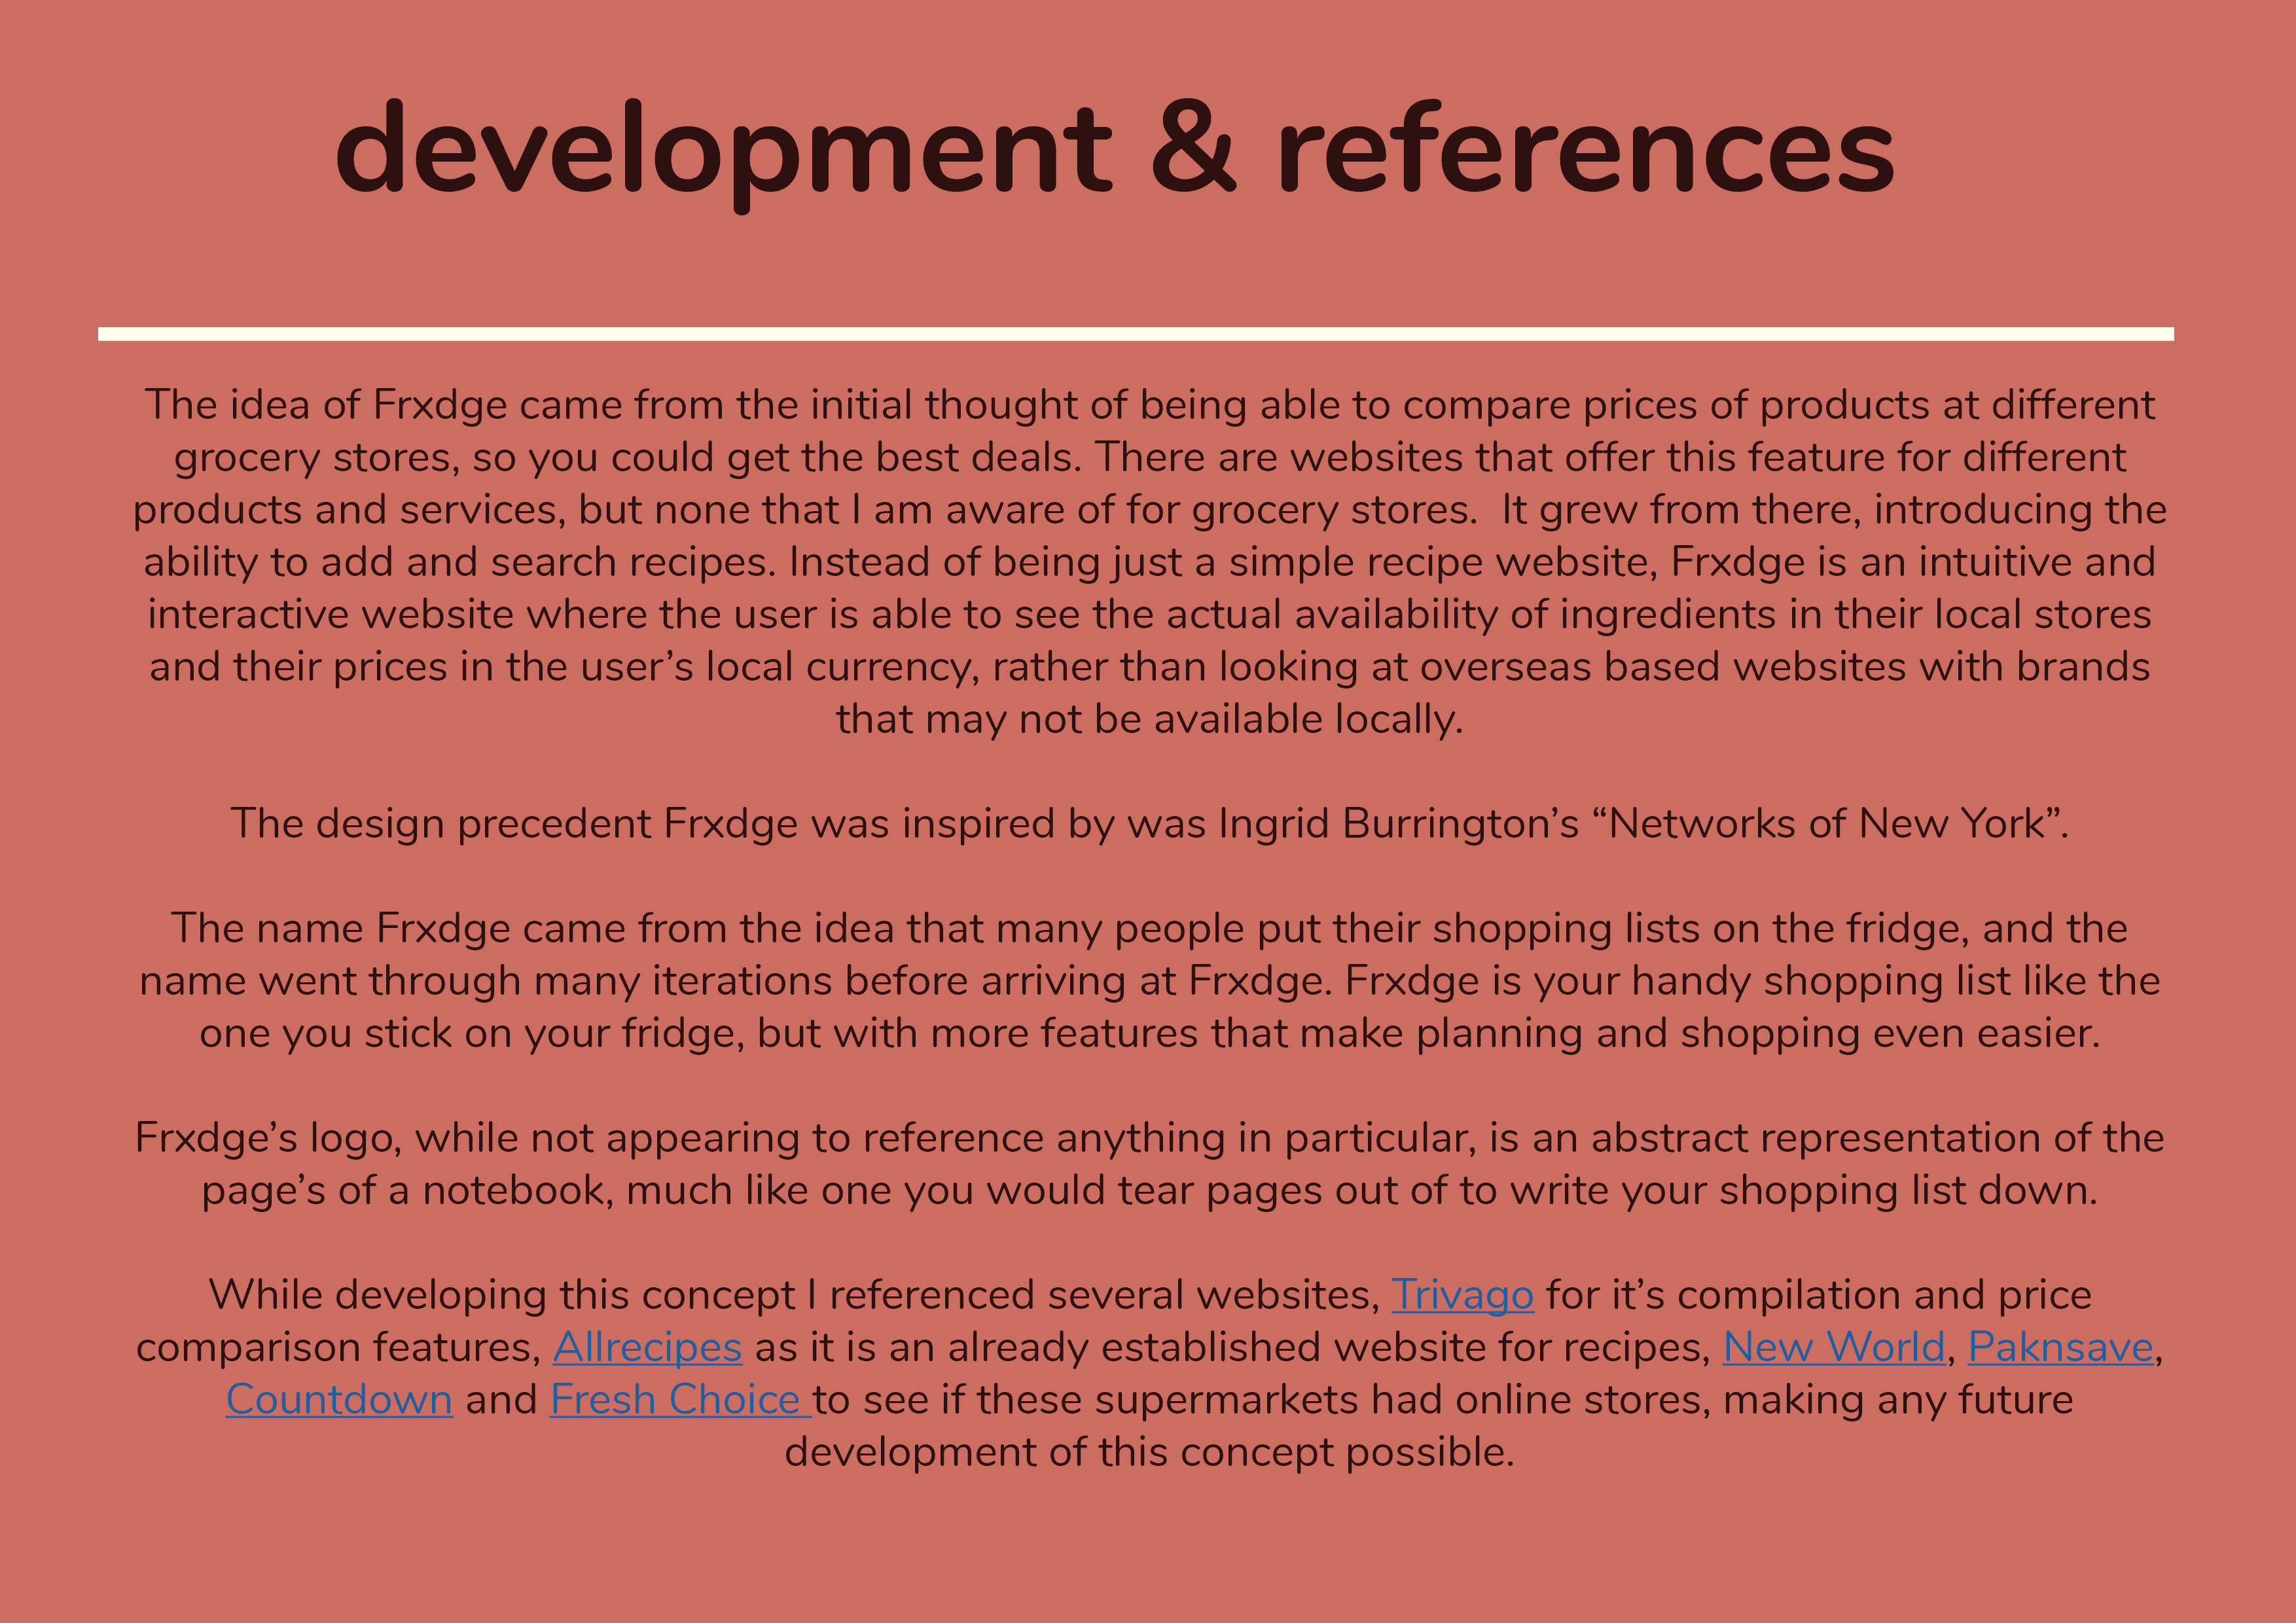 development & references
The idea of Frxdge came from the initial thought of being able to compare prices of products at different
grocery stores, so you could get the best deals. There are websites that offer this feature for different
products and services, but none that I am aware of for grocery stores.  It grew from there, introducing the
ability to add and search recipes. Instead of being just a simple recipe website, Frxdge is an intuitive and
interactive website where the user is able to see the actual availability of ingredients in their local stores
and their prices in the user’s local currency, rather than looking at overseas based websites with brands
that may not be available locally.
The design precedent Frxdge was inspired by was Ingrid Burrington’s “Networks of New York”.
The name Frxdge came from the idea that many people put their shopping lists on the fridge, and the
name went through many iterations before arriving at Frxdge. Frxdge is your handy shopping list like the
one you stick on your fridge, but with more features that make planning and shopping even easier.
Frxdge’s logo, while not appearing to reference anything in particular, is an abstract representation of the
page’s of a notebook, much like one you would tear pages out of to write your shopping list down.
While developing this concept I referenced several websites, Trivago for it’s compilation and price
comparison features, Allrecipes as it is an already established website for recipes, New World, Paknsave,
Countdown and Fresh Choice to see if these supermarkets had online stores, making any future
development of this concept possible.